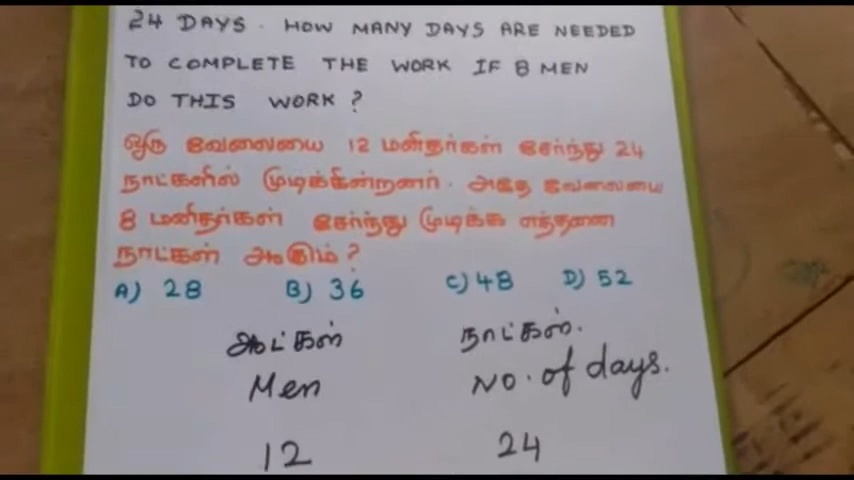 24 DAYS. HOW MANY DAYS ARE NEEDED
TO COMPLETE THE WORK IF 8 MEN
DO THIS WORK?
ஒரு வேலையை 12 மனிதர்கள் சேர்ந்து 24
நாட்களில் முடிக்கின்றனர். அதே வேலையை
8 மனிதர்கள் சேர்ந்து முடிக்க எத்தனை
நாட்கள் ஆகும்?
A) 28 B) 36 C) 48 D) 52
ஆட்கள் நாட்கள்.
Men No. of days.
12 24